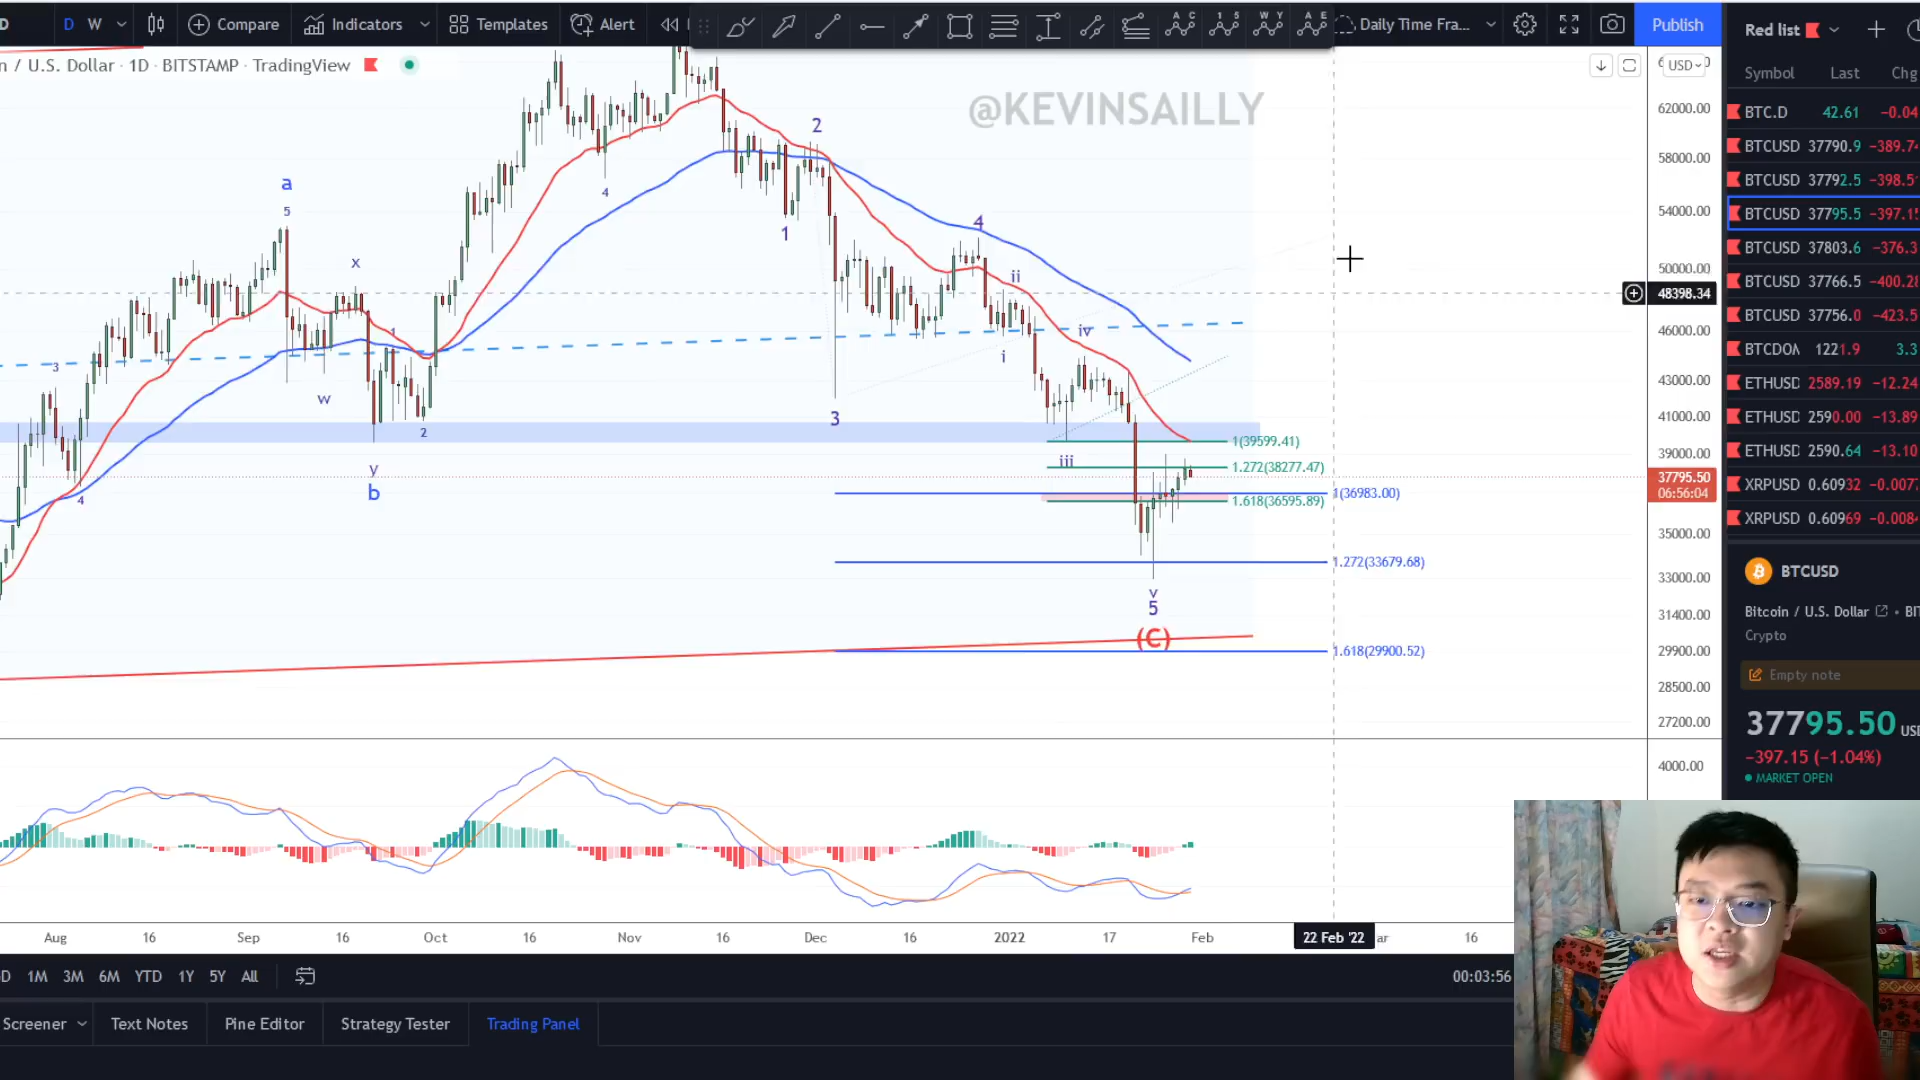 D W Compare Indicators Templates Alert Daily Time Fra... Publish
n / U.S. Dollar · 1D · BITSTAMP · TradingView
USD
@KEVINSAILLY
62000.00
58000.00
54000.00
50000.00
48398.34
46000.00
43000.00
41000.00
39000.00
37795.50
06:56:04
35000.00
33000.00
31400.00
29900.00
28500.00
27200.00
4000.00
a
5
x
3
4
w
1
2
y
b
4
1
2
3
4
i
ii
iii
iv
v
5
(C)
1(39599.41)
1.272(38277.47)
1(36983.00)
1.618(36595.89)
1.272(33679.68)
1.618(29900.52)
Aug 16 Sep 16 Oct 16 Nov 16 Dec 16 2022 17 Feb 22 Feb '22 ar 16
D 1M 3M 6M YTD 1Y 5Y All 00:03:56
Screener Text Notes Pine Editor Strategy Tester Trading Panel
Red list
Symbol Last Chg
BTC.D 42.61 −0.04
BTCUSD 37790.9 −389.7
BTCUSD 37792.5 −398.5
BTCUSD 37795.5 −397.15
BTCUSD 37803.6 −376.3
BTCUSD 37766.5 −400.28
BTCUSD 37756.0 −423.5
BTCDOM 1221.9 3.3
ETHUSD 2589.19 −12.24
ETHUSD 2590.00 −13.89
ETHUSD 2590.64 −13.10
XRPUSD 0.60932 −0.007
XRPUSD 0.60969 −0.008
BTCUSD
Bitcoin / U.S. Dollar • BI
Crypto
Empty note
37795.50 USD
−397.15 (−1.04%)
MARKET OPEN